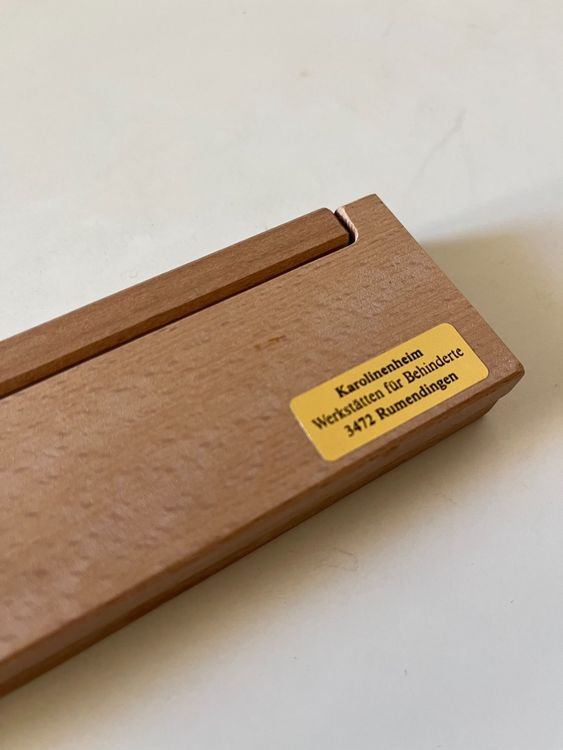 Karolinenheim
Werkstätten für Behinderte
3472 Rumendingen